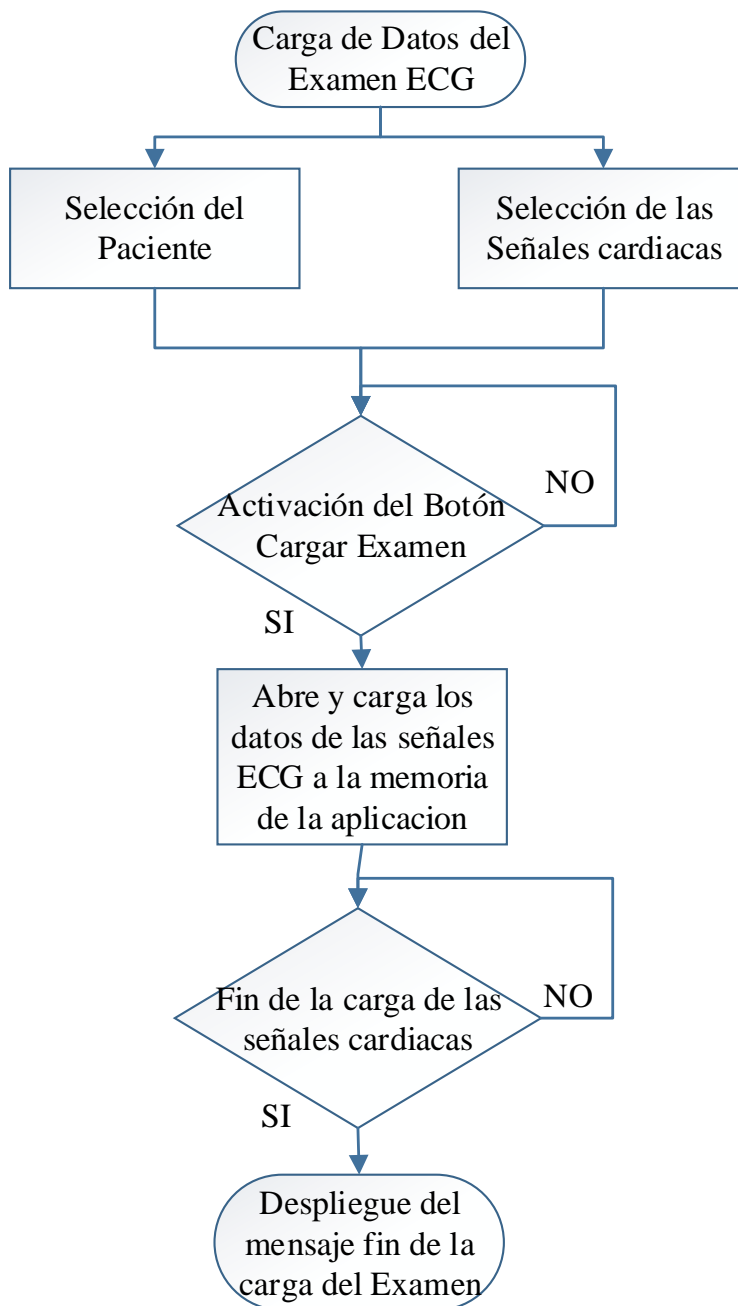 Carga de Datos del
Examen ECG
Selección del
Paciente
Selección de las
Señales cardiacas
Activación del Botón
Cargar Examen
NO
SI
Abre y carga los
datos de las señales
ECG a la memoria
de la aplicacion
Fin de la carga de las
señales cardiacas
NO
SI
Despliegue del
mensaje fin de la
carga del Examen